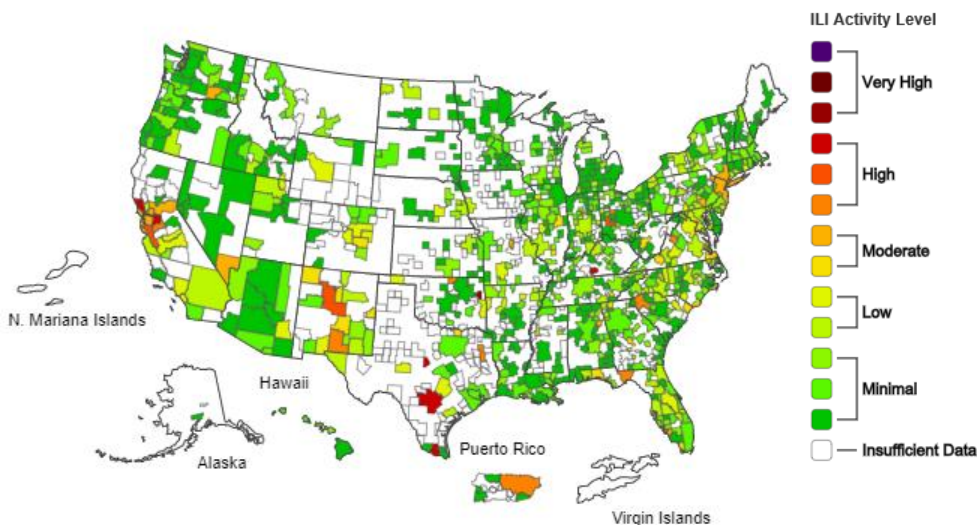 ILI Activity Level
Very High
High
Moderate
Low
Minimal
Insufficient Data
N. Mariana Islands
Hawaii
Alaska
Puerto Rico
Virgin Islands